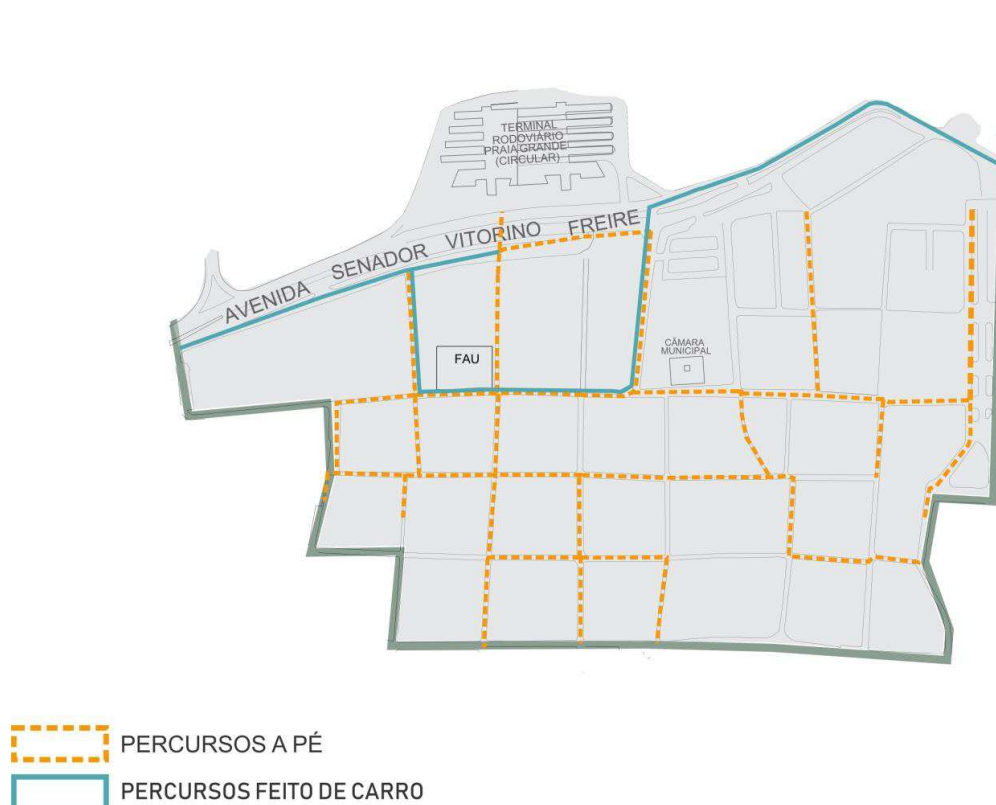 TERMINAL
RODOVIÁRIO
PRAIA GRANDE
(CIRCULAR)
AVENIDA SENADOR VITORINO FREIRE
FAU
CÂMARA
MUNICIPAL
PERCURSOS A PÉ
PERCURSOS FEITO DE CARRO